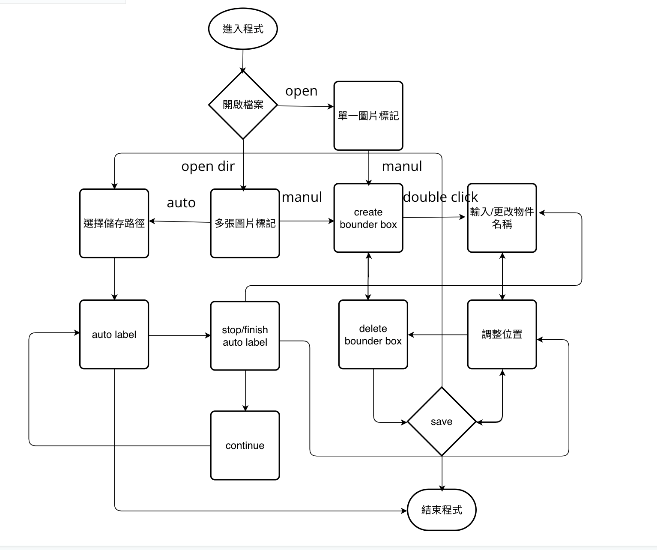 進入程式
開啟檔案
open
單一圖片標記
open dir
manul
auto
manul
double click
選擇儲存路徑
多張圖片標記
create
bounder box
輸入/更改物件
名稱
auto label
stop/finish
auto label
delete
bounder box
調整位置
continue
save
結束程式